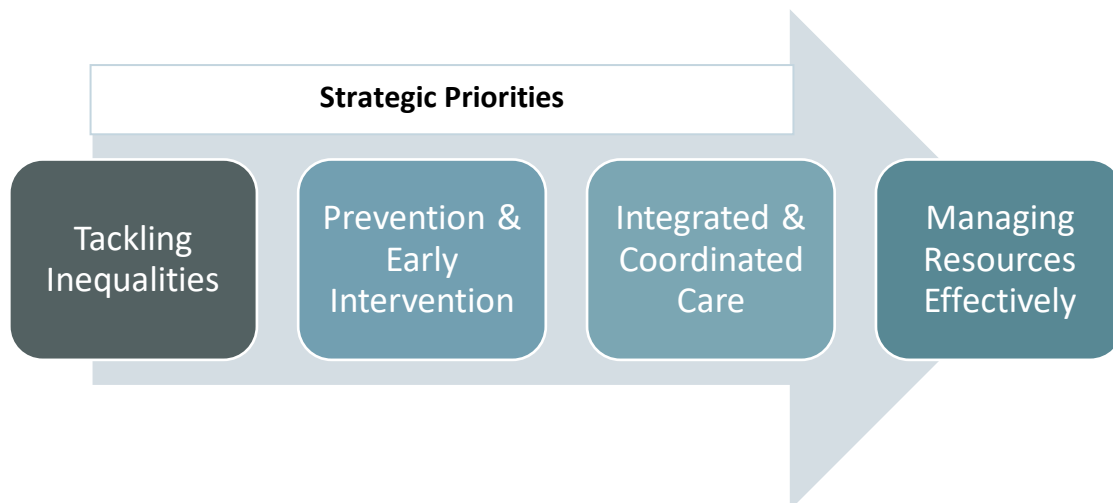 Strategic Priorities
Tackling
Inequalities
Prevention &
Early
Intervention
Integrated &
Coordinated
Care
Managing
Resources
Effectively